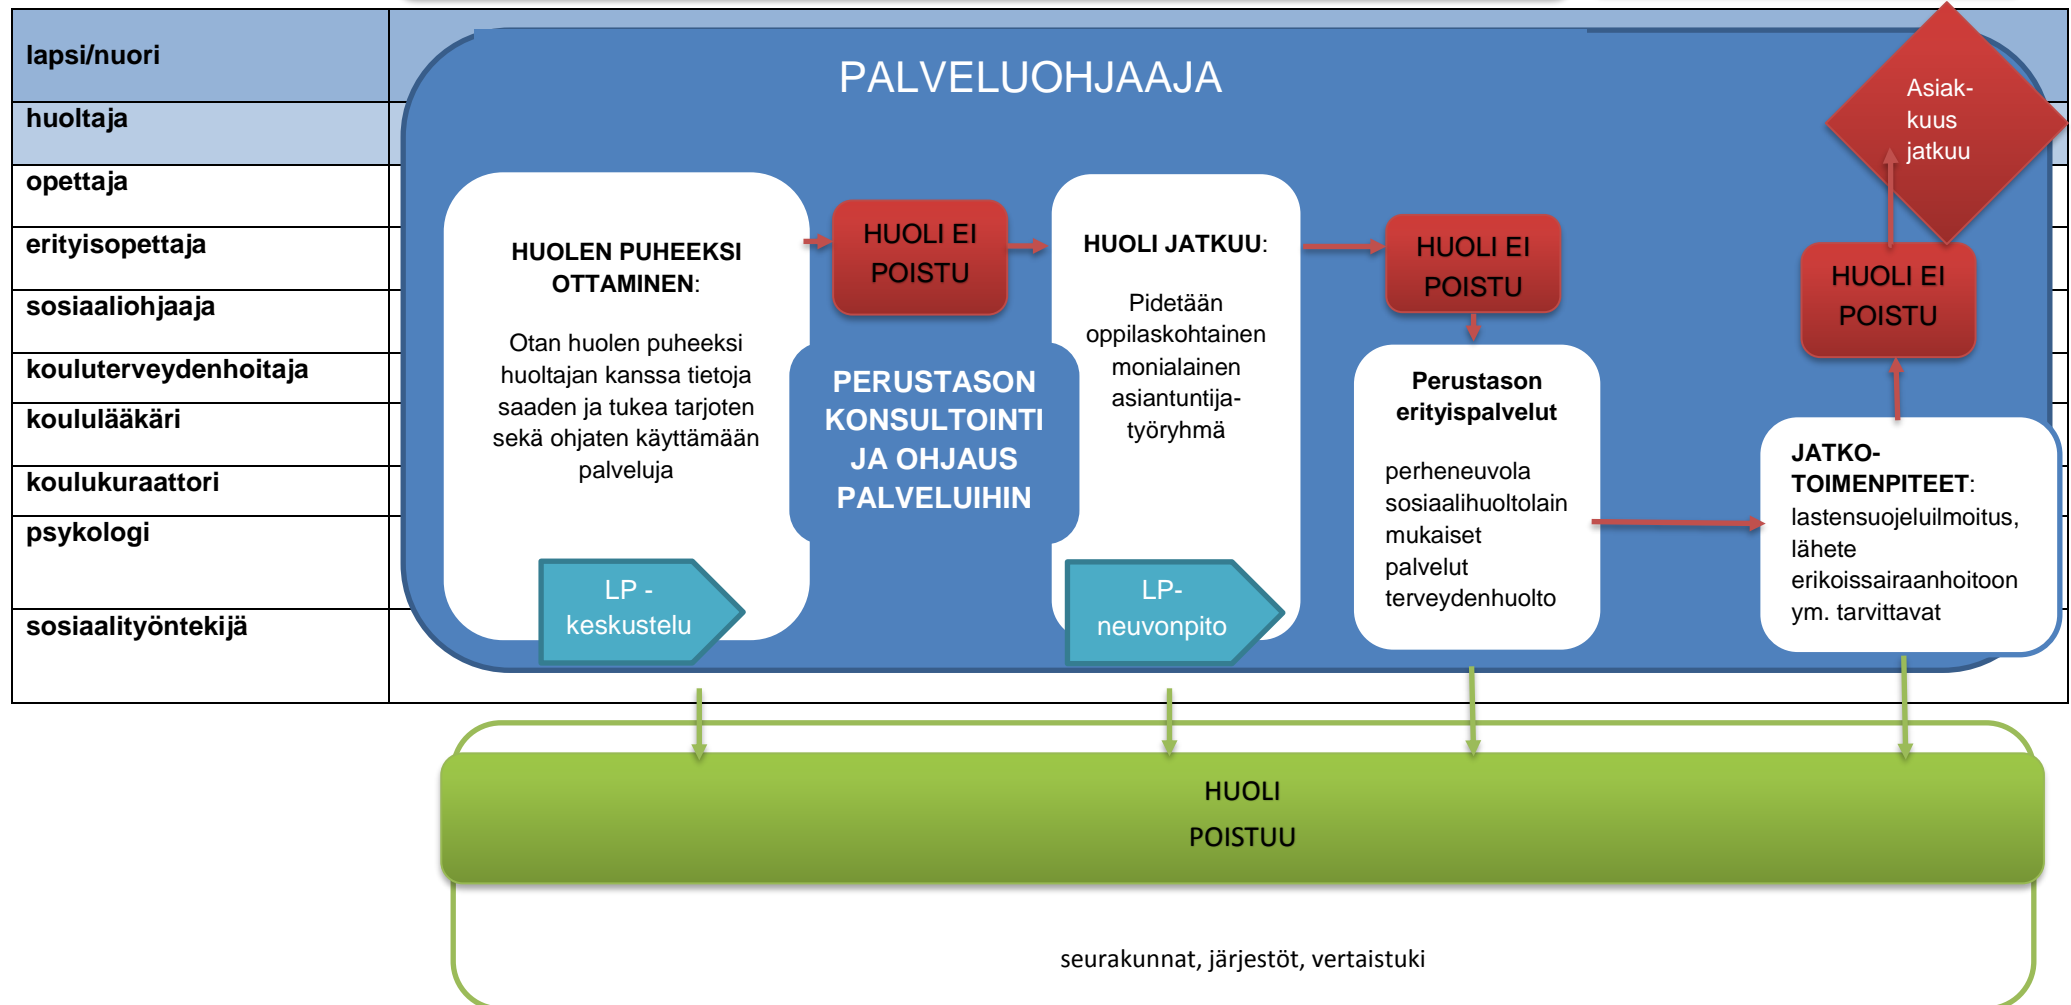 lapsi/nuori
huoltaja
opettaja
erityisopettaja
sosiaaliohjaaja
kouluterveydenhoitaja
koululääkäri
koulukuraattori
psykologi
sosiaalityöntekijä
PALVELUOHJAAJA
HUOLEN PUHEEKSI
OTTAMINEN:
Otan huolen puheeksi
huoltajan kanssa tietoja
saaden ja tukea tarjoten
sekä ohjaten käyttämään
palveluja
LP -
keskustelu
HUOLI EI
POISTU
PERUSTASON
KONSULTOINTI
JA OHJAUS
PALVELUIHIN
HUOLI JATKUU:
Pidetään
oppilaskohtainen
monialainen
asiantuntija-
työryhmä
LP-
neuvonpito
HUOLI EI
POISTU
Perustason
erityispalvelut
perheneuvola
sosiaalihuoltolain
mukaiset
palvelut
terveydenhuolto
JATKO-
TOIMENPITEET:
lastensuojeluilmoitus,
lähete
erikoissairaanhoitoon
ym. tarvittavat
HUOLI EI
POISTU
Asiak-
kuus
jatkuu
HUOLI
POISTUU
seurakunnat, järjestöt, vertaistuki